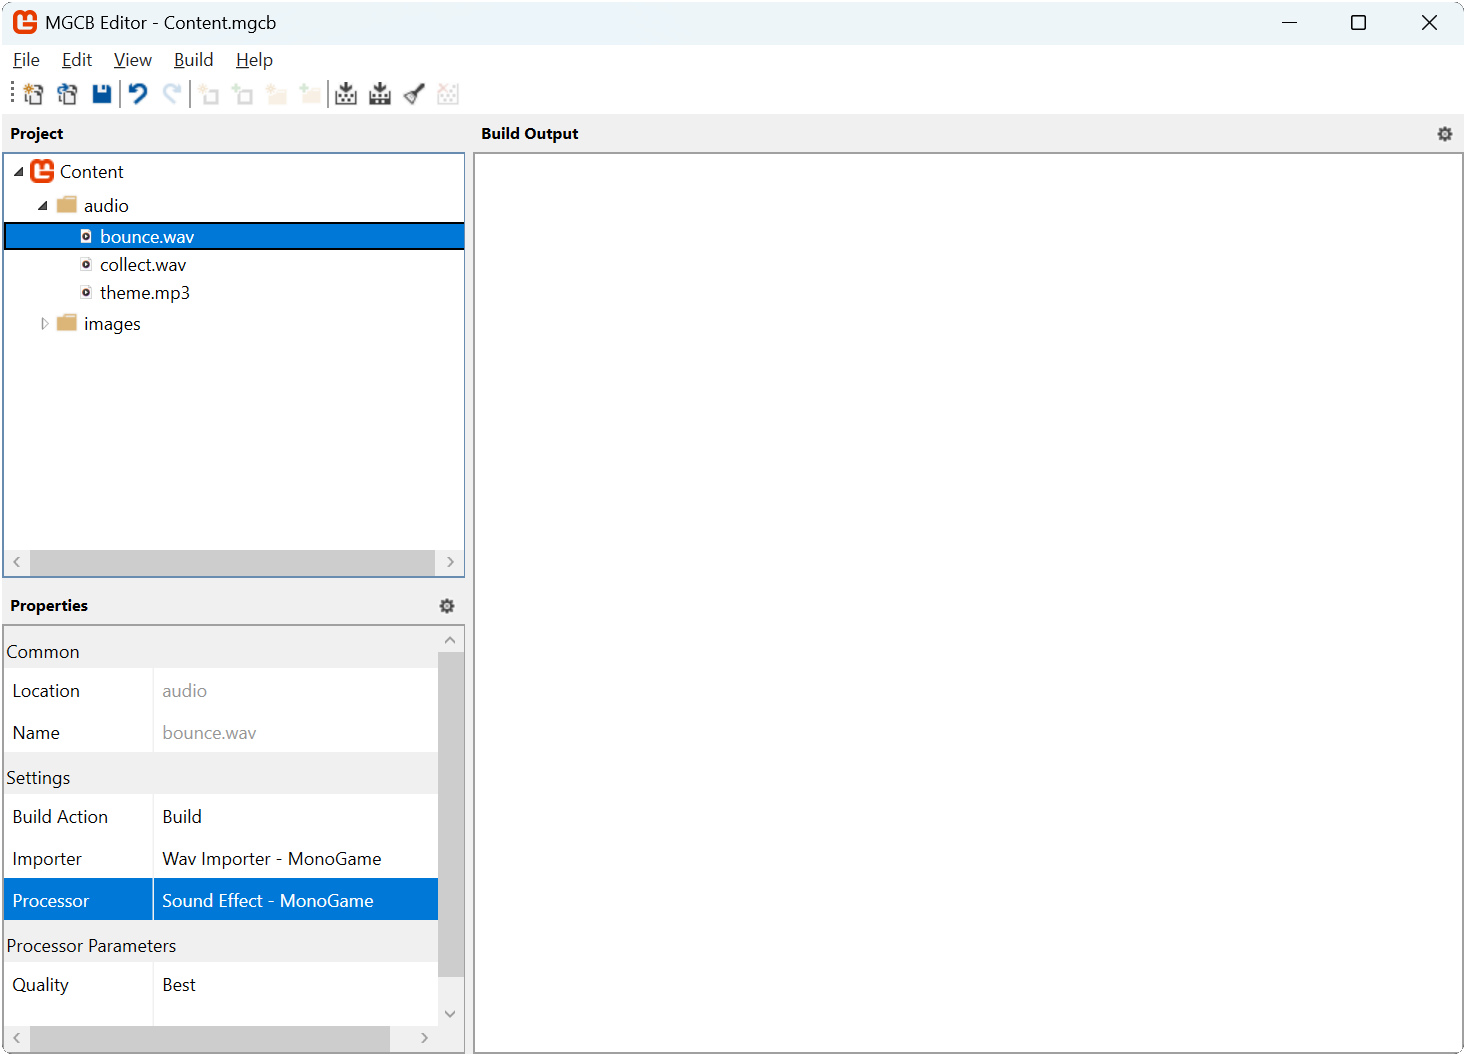 MGCB Editor - Content.mgcb
File Edit View Build Help
Project
Content
audio
bounce.wav
collect.wav
theme.mp3
images
Build Output
Properties
Common
Location audio
Name bounce.wav
Settings
Build Action Build
Importer Wav Importer - MonoGame
Processor Sound Effect - MonoGame
Processor Parameters
Quality Best